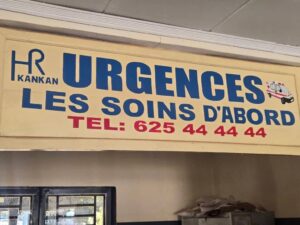 HR
KANKAN
URGENCES
LES SOINS D'ABORD
TEL: 625 44 44 44